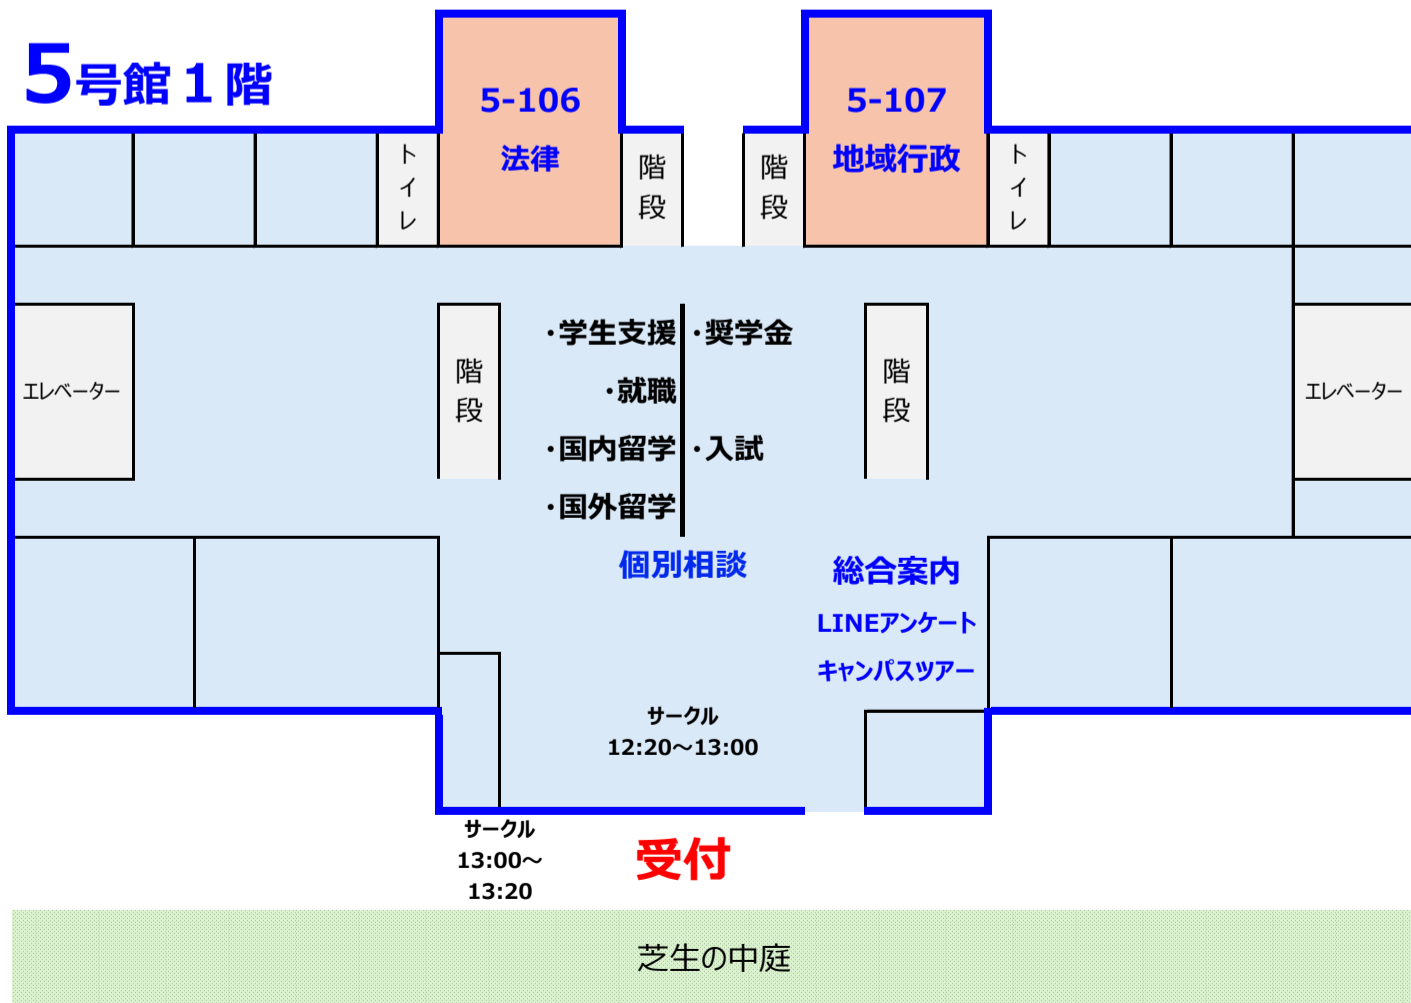 5号館１階
5-106
法律
5-107
地域行政
トイレ
階段
階段
トイレ
エレベーター
階段
・学生支援
・就職
・国内留学
・国外留学
・奨学金
・入試
階段
エレベーター
個別相談
総合案内
LINEアンケート
キャンパスツアー
サークル
12:20～13:00
サークル
13:00～
13:20
受付
芝生の中庭